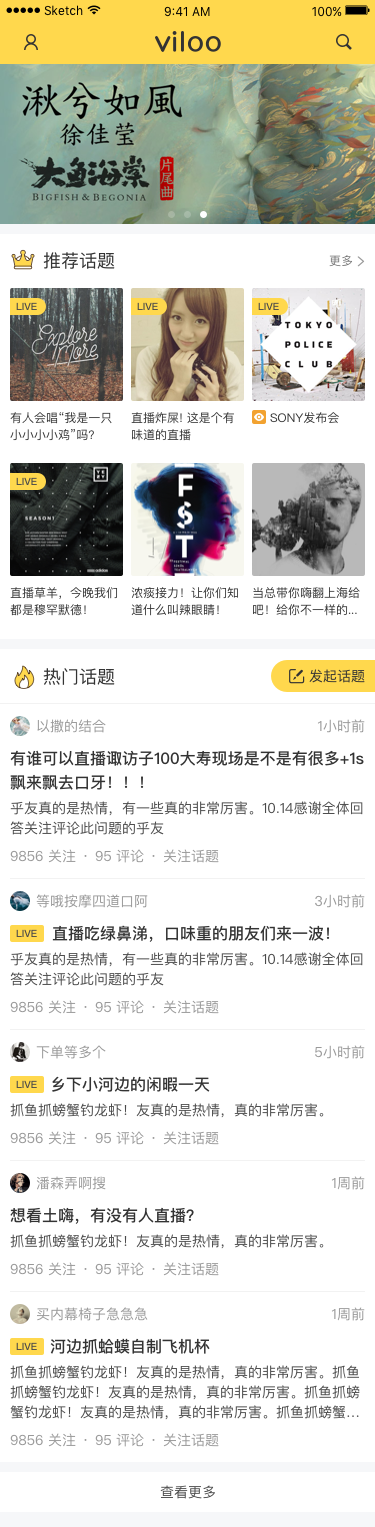 Sketch 9:41 AM 100%
viloo
湫兮如風
徐佳莹
大鱼海棠
片尾曲
BIGFISH & BEGONIA
推荐话题
更多
LIVE
LIVE
LIVE
Explore
More
TOKYO
POLICE
CLUB
有人会唱“我是一只
小小小小鸡”吗?
直播炸屎! 这是个有
味道的直播
SONY发布会
LIVE
SEASON1
FST
直播草羊，今晚我们
都是穆罕默德！
浓痰接力！让你们知
道什么叫辣眼睛！
当总带你嗨翻上海给
吧！给你不一样的...
热门话题
发起话题
以撒的结合
1小时前
有谁可以直播诹访子100大寿现场是不是有很多+1s
飘来飘去口牙！！！
乎友真的是热情，有一些真的非常厉害。10.14感谢全体回
答关注评论此问题的乎友
9856 关注 · 95 评论 · 关注话题
等哦按摩四道口阿
3小时前
LIVE 直播吃绿鼻涕，口味重的朋友们来一波！
乎友真的是热情，有一些真的非常厉害。10.14感谢全体回
答关注评论此问题的乎友
9856 关注 · 95 评论 · 关注话题
下单等多个
5小时前
LIVE 乡下小河边的闲暇一天
抓鱼抓螃蟹钓龙虾！友真的是热情，真的非常厉害。
9856 关注 · 95 评论 · 关注话题
潘森弄啊搜
1周前
想看土嗨，有没有人直播?
抓鱼抓螃蟹钓龙虾！友真的是热情，真的非常厉害。
9856 关注 · 95 评论 · 关注话题
买内幕椅子急急急
1周前
LIVE 河边抓蛤蟆自制飞机杯
抓鱼抓螃蟹钓龙虾！友真的是热情，真的非常厉害。抓鱼
抓螃蟹钓龙虾！友真的是热情，真的非常厉害。抓鱼抓螃
蟹钓龙虾！友真的是热情，真的非常厉害。抓鱼抓螃蟹...
9856 关注 · 95 评论 · 关注话题
查看更多